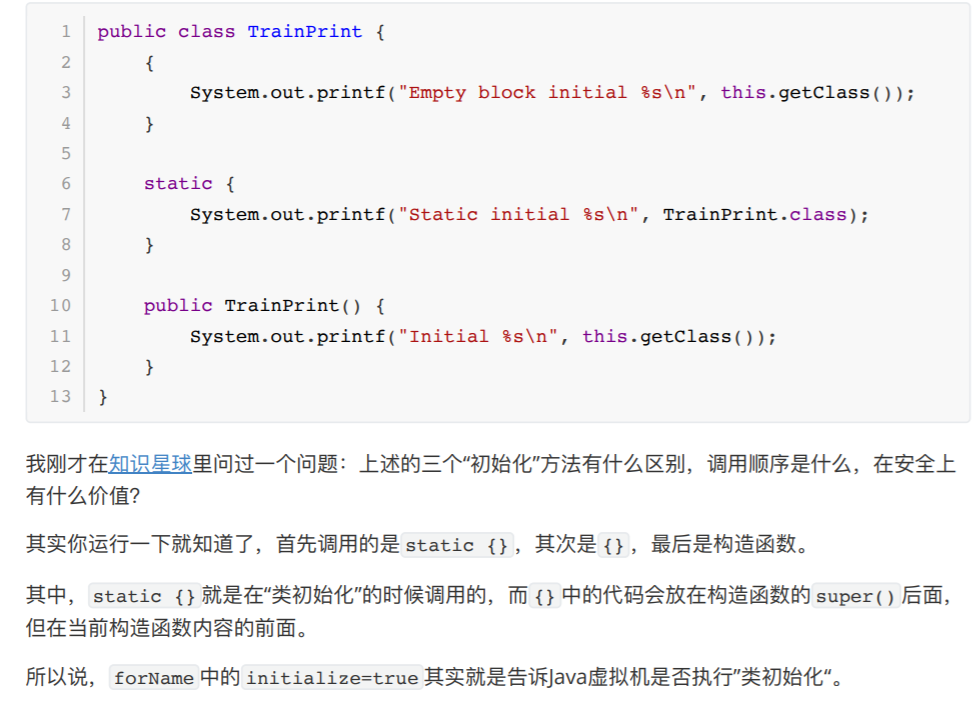 1 public class TrainPrint {
2 {
3 System.out.printf("Empty block initial %s\n", this.getClass());
4 }
5
6 static {
7 System.out.printf("Static initial %s\n", TrainPrint.class);
8 }
9
10 public TrainPrint() {
11 System.out.printf("Initial %s\n", this.getClass());
12 }
13 }
我刚才在知识星球里问过一个问题：上述的三个“初始化”方法有什么区别，调用顺序是什么，在安全上
有什么价值？
其实你运行一下就知道了，首先调用的是 static {} ，其次是 {} ，最后是构造函数。
其中， static {} 就是在“类初始化”的时候调用的，而 {} 中的代码会放在构造函数的 super() 后面，
但在当前构造函数内容的前面。
所以说， forName 中的 initialize=true 其实就是告诉Java虚拟机是否执行”类初始化“。